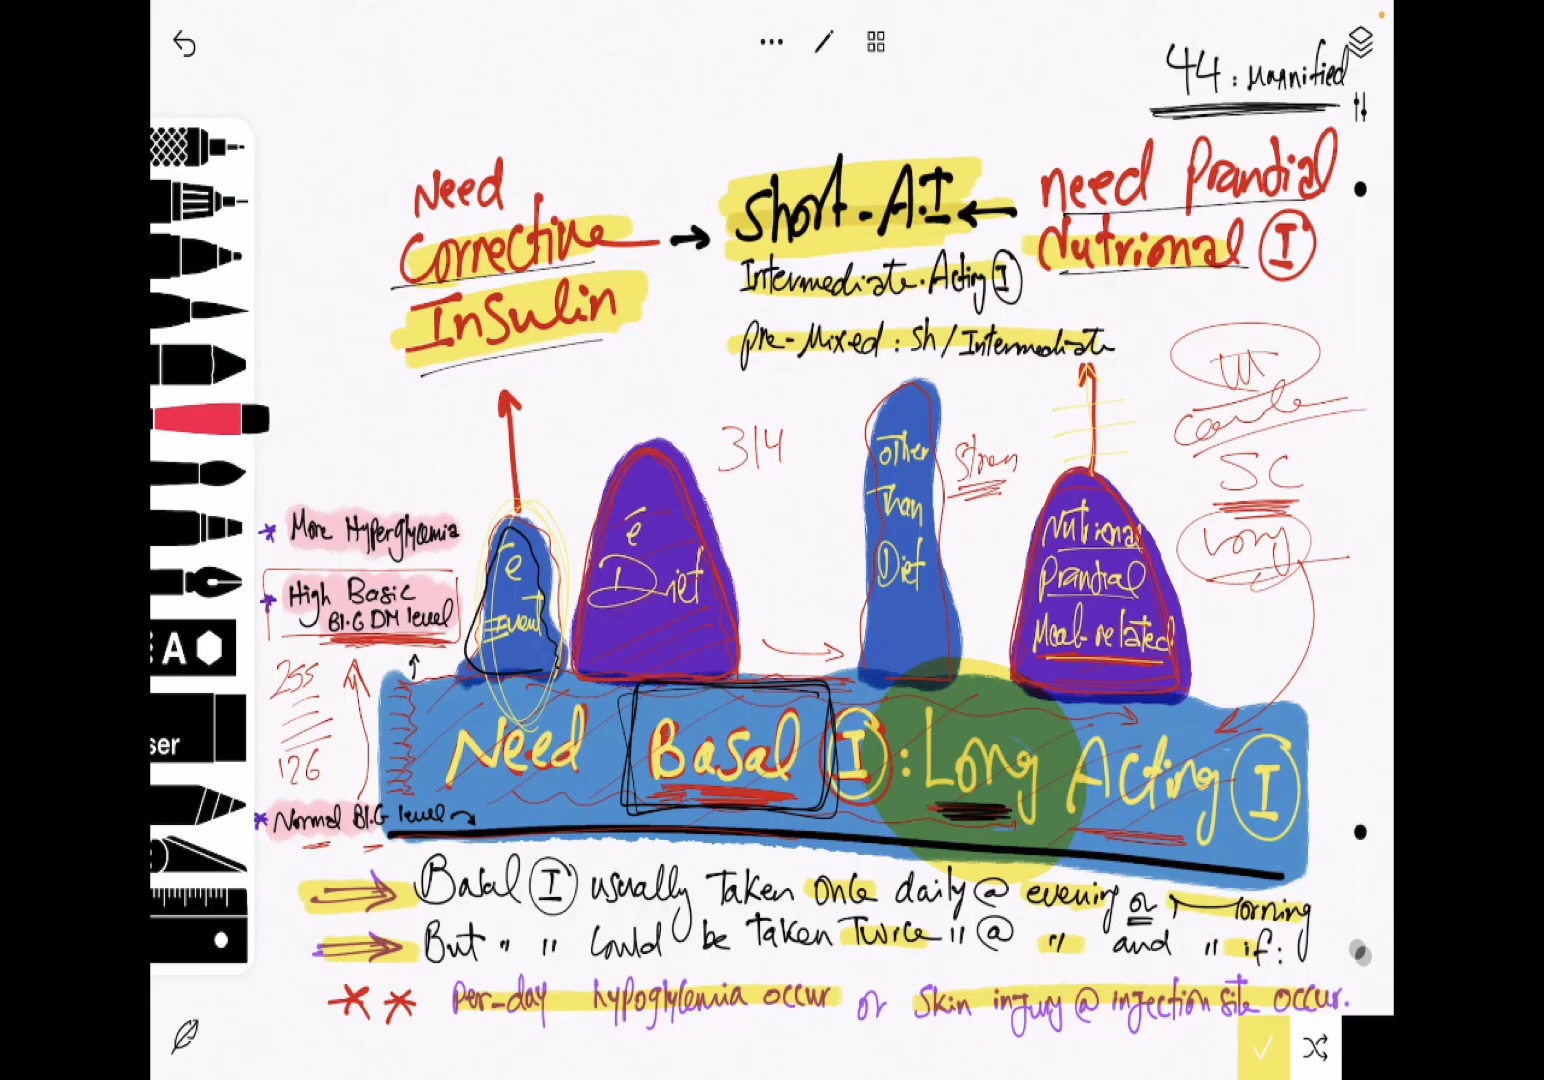 44 : Magnified
Need
Corrective
Insulin
Short - A.I
Intermediate. Acting I
pre-Mixed : sh/Intermediate
need Prantial
Nutrional I
SC
Long
314
Stress
other
Than
Diet
Nutrional
prantial
Meal-related
é
Diet
é
Event
* More Hyperglycemia
* High Basic
Bl.G DM level
255
126
* Normal Bl.G level
Need Basal I : Long Acting I
A
ser
Basal I usually Taken once daily @ evening or morning
But " " Could be taken Twice " @ " and " if :
per-day hypoglycemia occur or skin injury @ injection site occur.